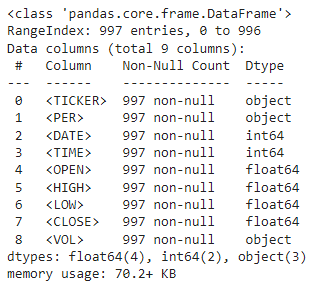 <class 'pandas.core.frame.DataFrame'>
RangeIndex: 997 entries, 0 to 996
Data columns (total 9 columns):
 #   Column    Non-Null Count  Dtype
---  ------    --------------  -----
 0   <TICKER>  997 non-null    object
 1   <PER>     997 non-null    object
 2   <DATE>    997 non-null    int64
 3   <TIME>    997 non-null    int64
 4   <OPEN>    997 non-null    float64
 5   <HIGH>    997 non-null    float64
 6   <LOW>     997 non-null    float64
 7   <CLOSE>   997 non-null    float64
 8   <VOL>     997 non-null    object
dtypes: float64(4), int64(2), object(3)
memory usage: 70.2+ KB